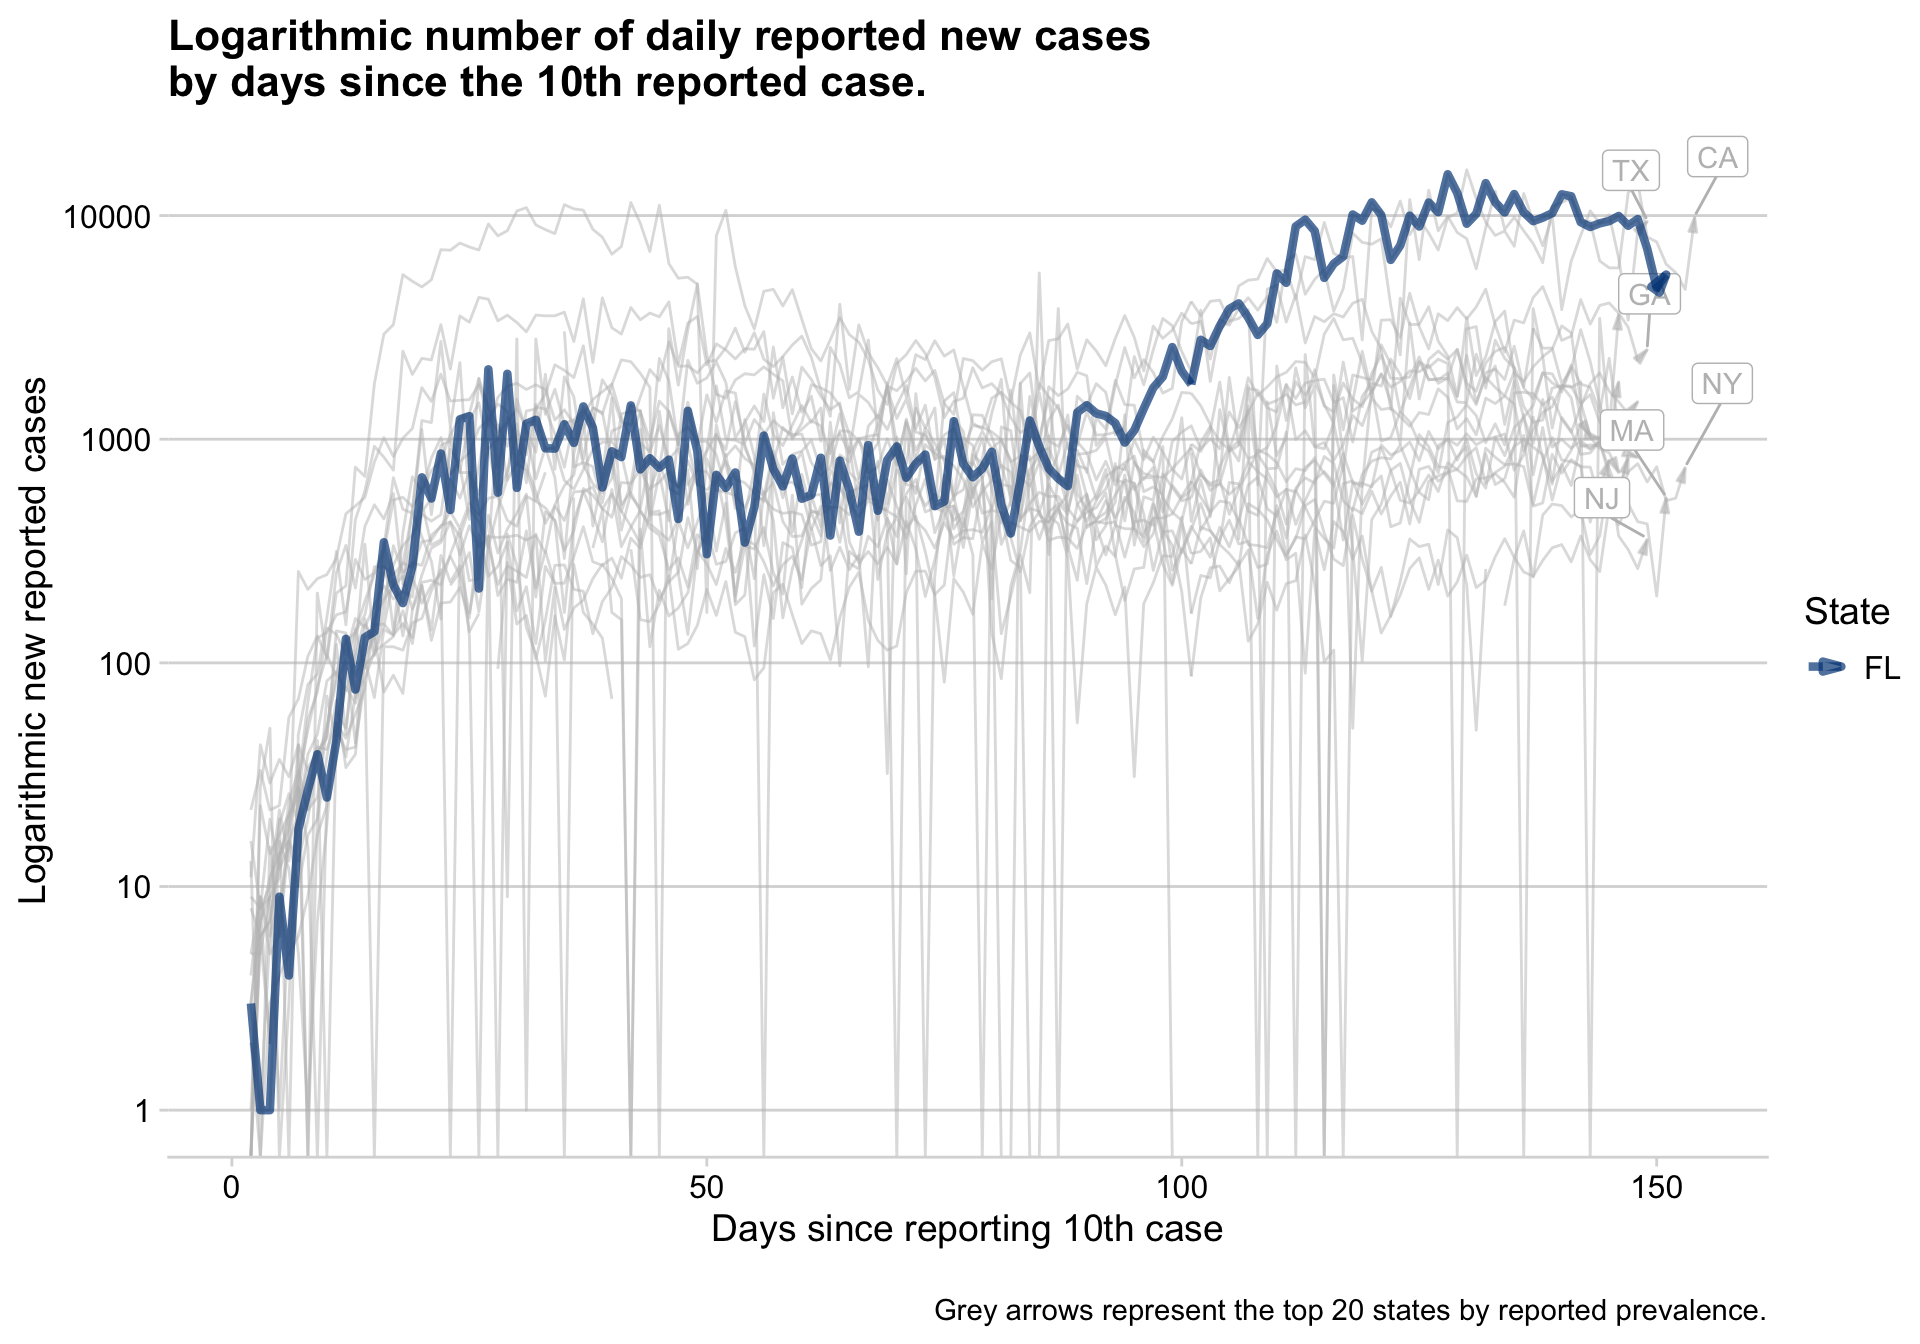 Logarithmic number of daily reported new cases
by days since the 10th reported case.
Logarithmic new reported cases
10000
1000
100
10
1
TX
CA
GA
NY
MA
NJ
State
FL
0
50
100
150
Days since reporting 10th case
Grey arrows represent the top 20 states by reported prevalence.